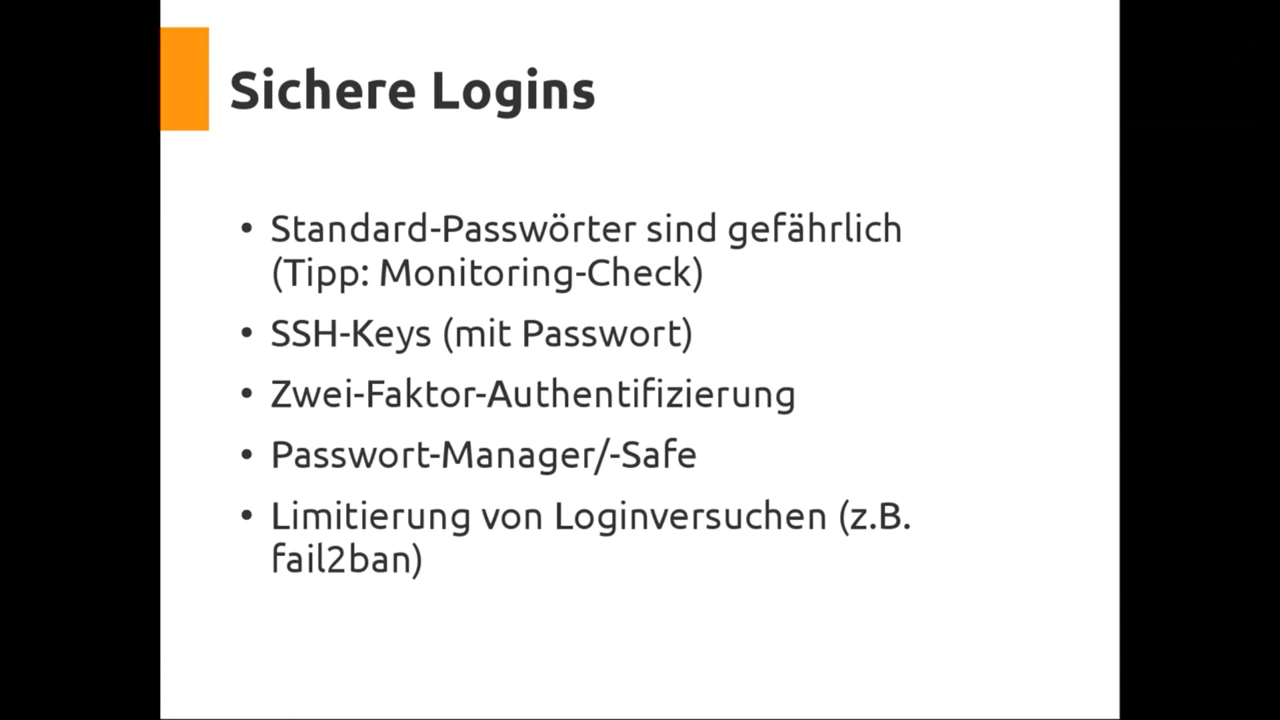 Sichere Logins
• Standard-Passwörter sind gefährlich
(Tipp: Monitoring-Check)
• SSH-Keys (mit Passwort)
• Zwei-Faktor-Authentifizierung
• Passwort-Manager/-Safe
• Limitierung von Loginversuchen (z.B.
fail2ban)